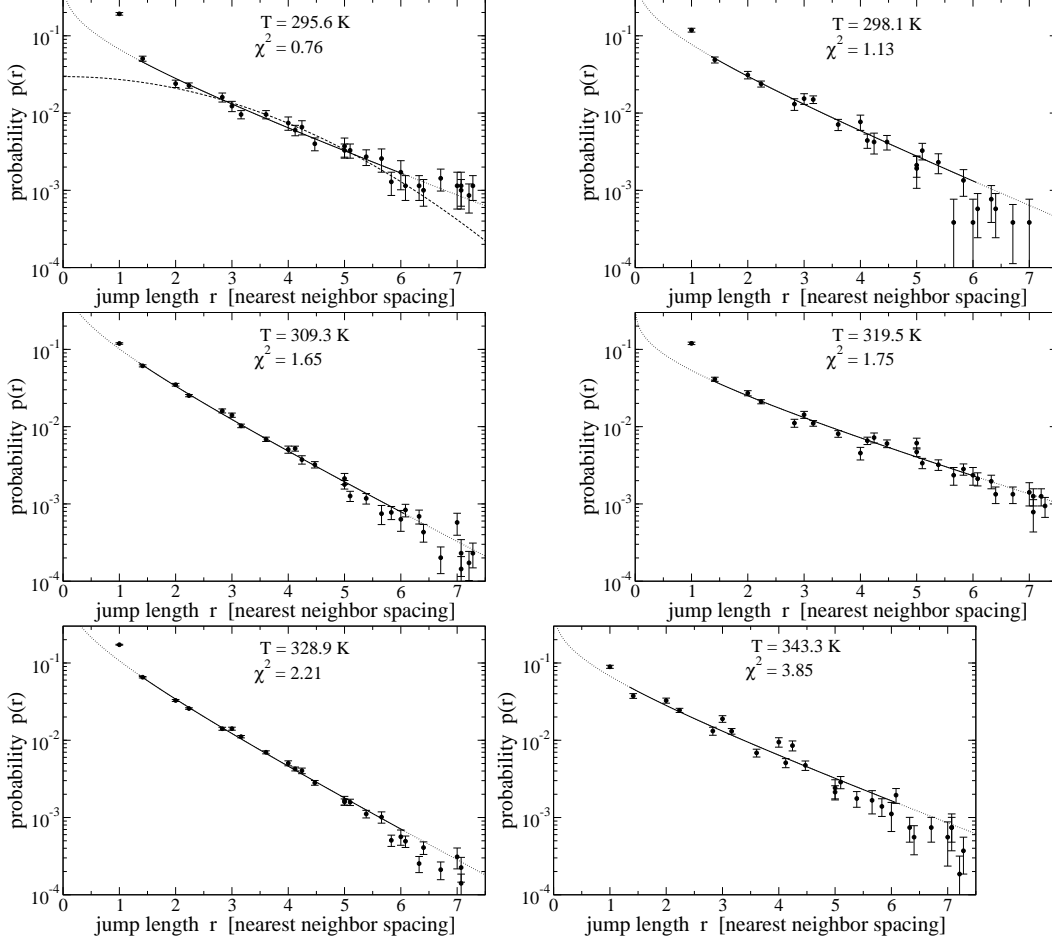 T = 295.6 K
χ² = 0.76
10⁻¹
10⁻²
10⁻³
10⁻⁴
probability p(r)
0 1 2 3 4 5 6 7
jump length r [nearest neighbor spacing]
T = 298.1 K
χ² = 1.13
10⁻¹
10⁻²
10⁻³
10⁻⁴
probability p(r)
0 1 2 3 4 5 6 7
jump length r [nearest neighbor spacing]
T = 309.3 K
χ² = 1.65
10⁻¹
10⁻²
10⁻³
10⁻⁴
probability p(r)
0 1 2 3 4 5 6 7
jump length r [nearest neighbor spacing]
T = 319.5 K
χ² = 1.75
10⁻¹
10⁻²
10⁻³
10⁻⁴
probability p(r)
0 1 2 3 4 5 6 7
jump length r [nearest neighbor spacing]
T = 328.9 K
χ² = 2.21
10⁻¹
10⁻²
10⁻³
10⁻⁴
probability p(r)
0 1 2 3 4 5 6 7
jump length r [nearest neighbor spacing]
T = 343.3 K
χ² = 3.85
10⁻¹
10⁻²
10⁻³
10⁻⁴
probability p(r)
0 1 2 3 4 5 6 7
jump length r [nearest neighbor spacing]